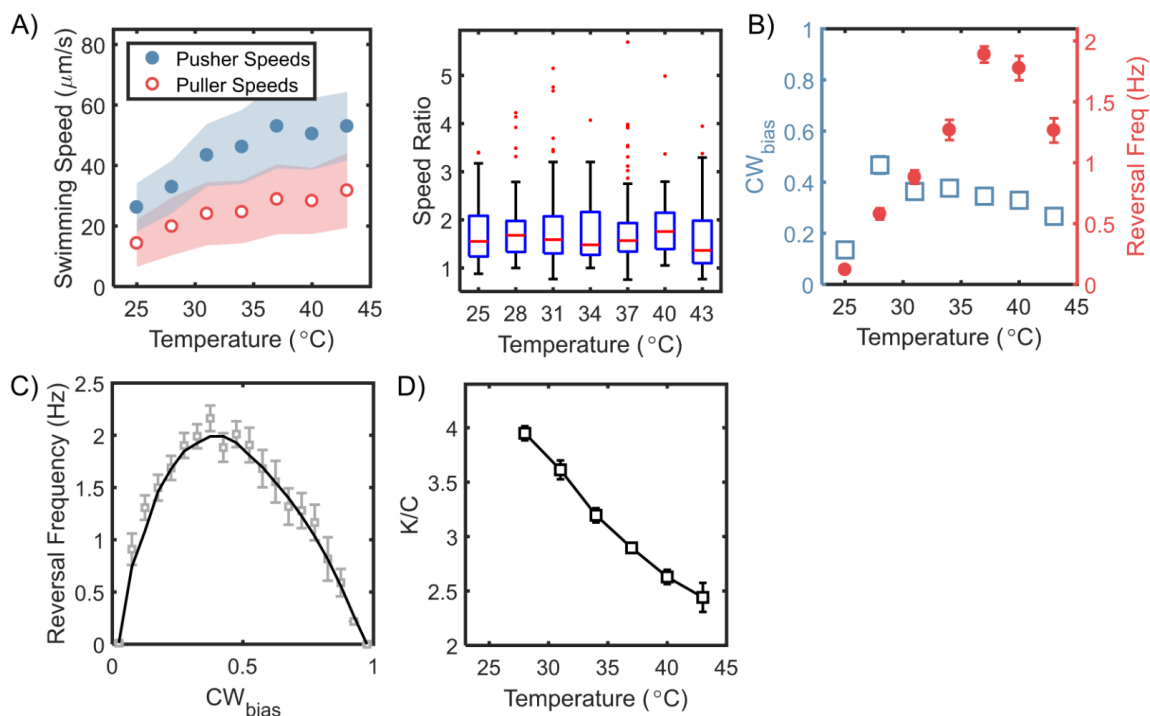 A)
Swimming Speed (μm/s)
80
60
40
20
0
Pusher Speeds
Puller Speeds
25 30 35 40 45
Temperature (°C)
Speed Ratio
5
4
3
2
1
25 28 31 34 37 40 43
Temperature (°C)
B)
CWbias
1
0.8
0.6
0.4
0.2
0
Reversal Freq (Hz)
2
1.5
1
0.5
0
25 30 35 40 45
Temperature (°C)
C)
Reversal Frequency (Hz)
2.5
2
1.5
1
0.5
0
0 0.5 1
CWbias
D)
K/C
4
3.5
3
2.5
2
25 30 35 40 45
Temperature (°C)